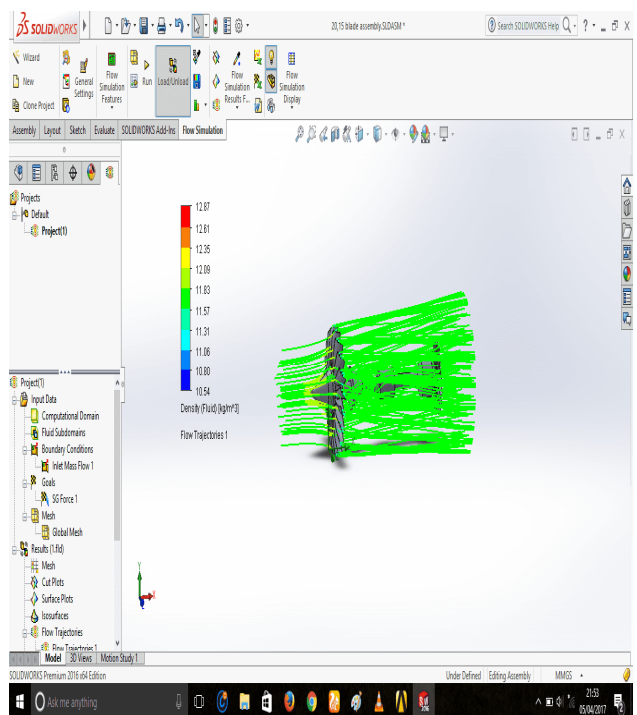 SOLIDWORKS
20,15 blade assembly.SLDASM *
Search SOLIDWORKS Help
Wizard
New
Clone Project
General Settings
Flow Simulation Features
Run
Load/Unload
Flow Simulation Results F...
Flow Simulation Display
Assembly Layout Sketch Evaluate SOLIDWORKS Add-Ins Flow Simulation
Projects
Default
Project(1)
12.87
12.61
12.35
12.09
11.83
11.57
11.31
11.06
10.80
10.54
Density (Fluid) [kg/m^3]
Flow Trajectories 1
Project(1)
Input Data
Computational Domain
Fluid Subdomains
Boundary Conditions
Inlet Mass Flow 1
Goals
SG Force 1
Mesh
Global Mesh
Results (1.fld)
Mesh
Cut Plots
Surface Plots
Isosurfaces
Flow Trajectories
Flow Trajectories 1
Y
X
Model 3D Views Motion Study 1
SOLIDWORKS Premium 2016 x64 Edition
Under Defined Editing Assembly MMGS
Ask me anything
21:53
05/04/2017